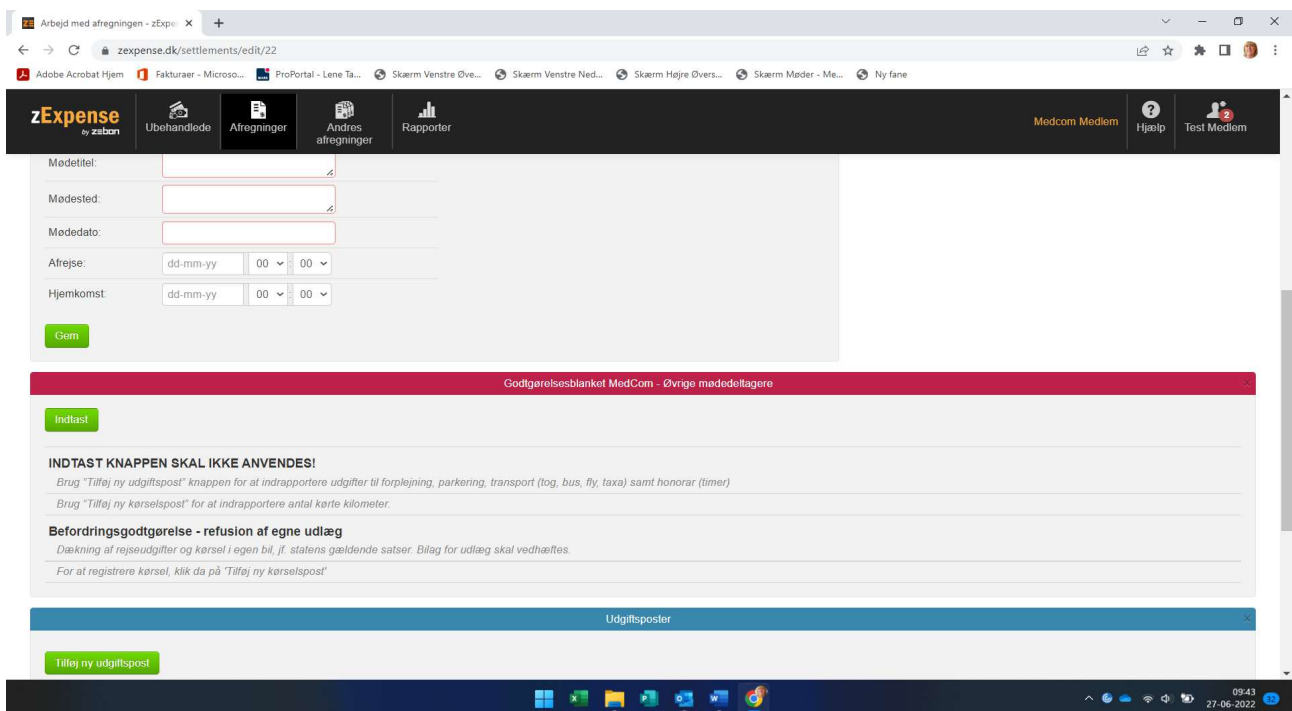 Arbejd med afregningen - zExpe
zexpense.dk/settlements/edit/22
Adobe Acrobat Hjem Fakturaer - Microso... ProPortal - Lene Ta... Skærm Venstre Øve... Skærm Venstre Ned... Skærm Højre Øvers... Skærm Møder - Me... Ny fane
zExpense
by zebon
Ubehandlede
Afregninger
Andres
afregninger
Rapporter
Medcom Medlem
Hjælp
2
Test Medlem
Mødetitel:
Mødested:
Mødedato:
Afrejse: dd-mm-yy 00 : 00
Hjemkomst: dd-mm-yy 00 : 00
Gem
Godtgørelsesblanket MedCom - Øvrige mødedeltagere
Indtast
INDTAST KNAPPEN SKAL IKKE ANVENDES!
Brug "Tilføj ny udgiftspost" knappen for at indrapportere udgifter til forplejning, parkering, transport (tog, bus, fly, taxa) samt honorar (timer)
Brug "Tilføj ny kørselspost" for at indrapportere antal kørte kilometer.
Befordringsgodtgørelse - refusion af egne udlæg
Dækning af rejseudgifter og kørsel i egen bil, jf. statens gældende satser. Bilag for udlæg skal vedhæftes.
For at registrere kørsel, klik da på 'Tilføj ny kørselspost'
Udgiftsposter
Tilføj ny udgiftspost
09:43
27-06-2022
32